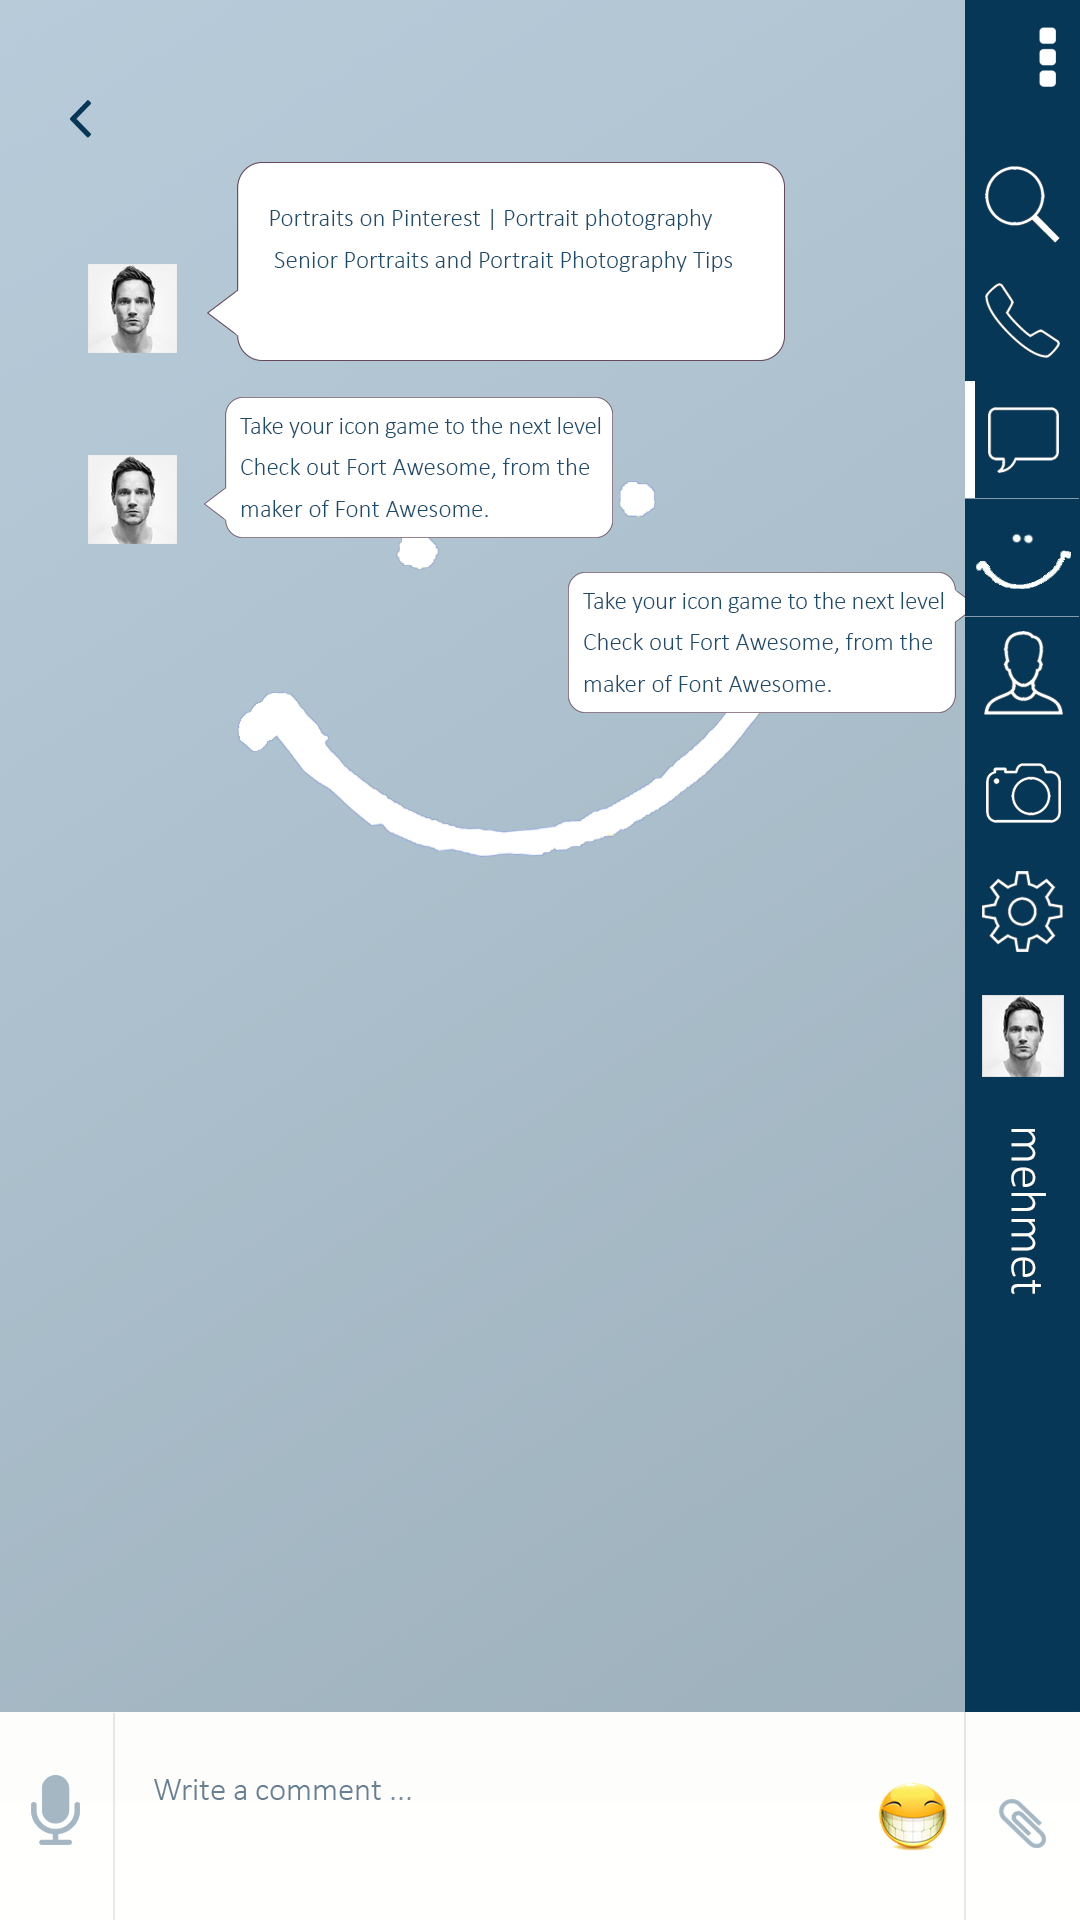 Portraits on Pinterest | Portrait photography
Senior Portraits and Portrait Photography Tips
Take your icon game to the next level
Check out Fort Awesome, from the
maker of Font Awesome.
Take your icon game to the next level
Check out Fort Awesome, from the
maker of Font Awesome.
mehmet
Write a comment ...